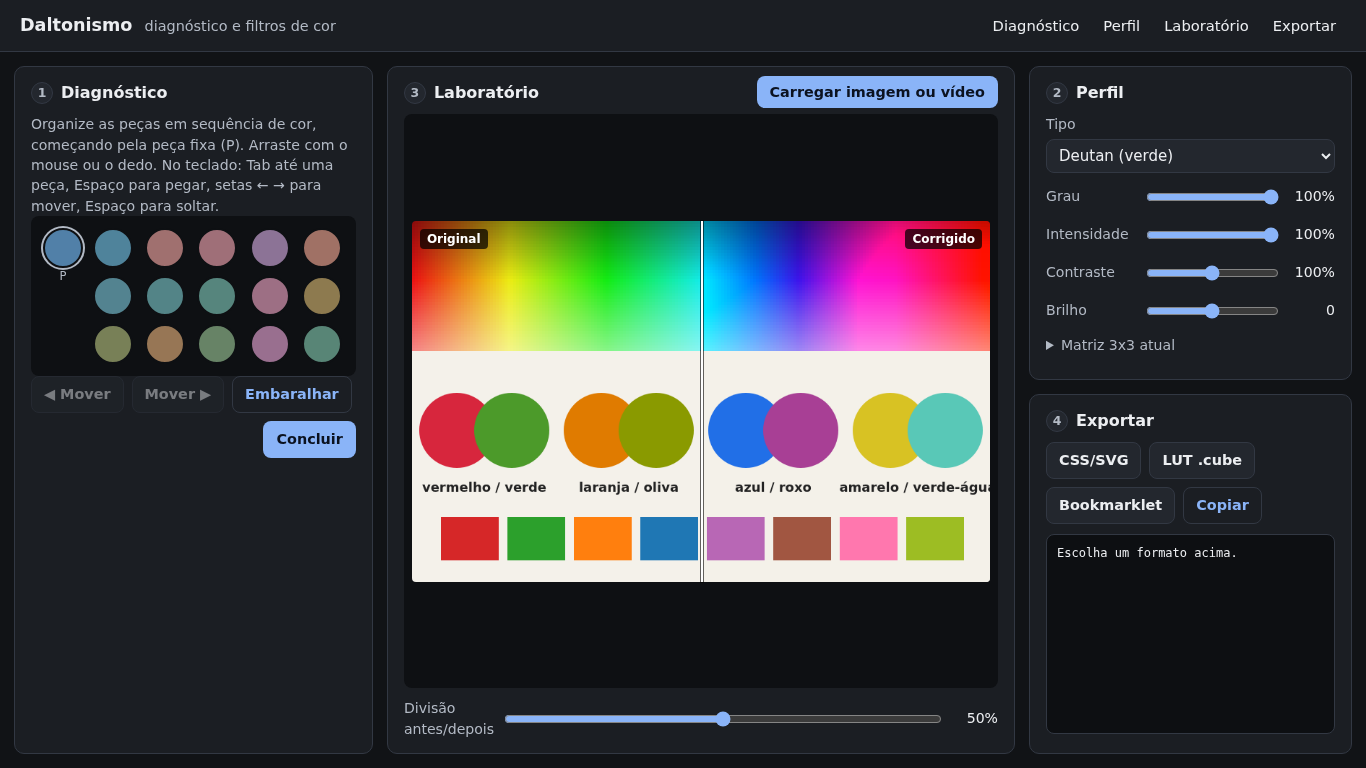 Daltonismo diagnóstico e filtros de cor
Diagnóstico Perfil Laboratório Exportar
1 Diagnóstico
Organize as peças em sequência de cor,
começando pela peça fixa (P). Arraste com o
mouse ou o dedo. No teclado: Tab até uma
peça, Espaço para pegar, setas ← → para
mover, Espaço para soltar.
P
◀ Mover Mover ▶ Embaralhar
Concluir
3 Laboratório
Carregar imagem ou vídeo
Original Corrigido
vermelho / verde laranja / oliva azul / roxo amarelo / verde-água
Divisão
antes/depois 50%
2 Perfil
Tipo
Deutan (verde)
Grau 100%
Intensidade 100%
Contraste 100%
Brilho 0
▶ Matriz 3x3 atual
4 Exportar
CSS/SVG LUT .cube
Bookmarklet Copiar
Escolha um formato acima.